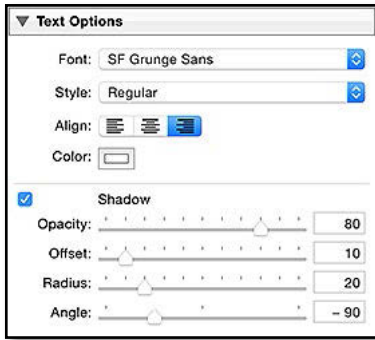 Text Options
Font: SF Grunge Sans
Style: Regular
Align:
Color:
Shadow
Opacity: 80
Offset: 10
Radius: 20
Angle: - 90